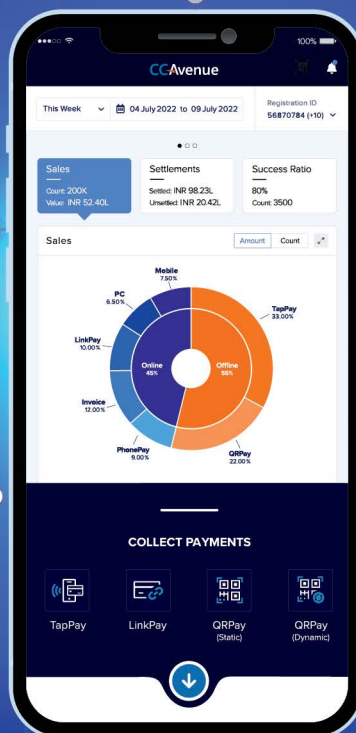 100%
CCAvenue
This Week
04 July 2022 to 09 July 2022
Registration ID
56870784 (+10)
Sales
Count: 200K
Value: INR 52.40L
Settlements
Settled: INR 98.23L
Unsettled: INR 20.42L
Success Ratio
80%
Count: 3500
Sales
Amount
Count
Mobile
7.50%
PC
6.50%
TapPay
33.00%
LinkPay
10.00%
Online
45%
Offline
55%
Invoice
12.00%
PhonePay
9.00%
QRPay
22.00%
COLLECT PAYMENTS
TapPay
LinkPay
QRPay
(Static)
QRPay
(Dynamic)